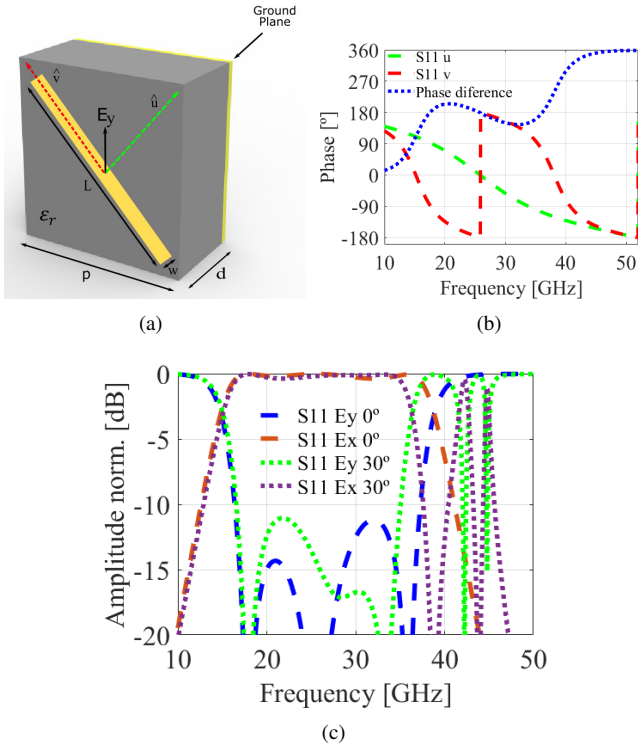 Ground
Plane
v̂
û
E_y
L
ε_r
w
p
d
(a)
S11 u
S11 v
Phase diference
Phase [º]
360
270
180
90
0
-90
-180
10 20 30 40 50
Frequency [GHz]
(b)
Amplitude norm. [dB]
0
-5
-10
-15
-20
S11 Ey 0º
S11 Ex 0º
S11 Ey 30º
S11 Ex 30º
10 20 30 40 50
Frequency [GHz]
(c)